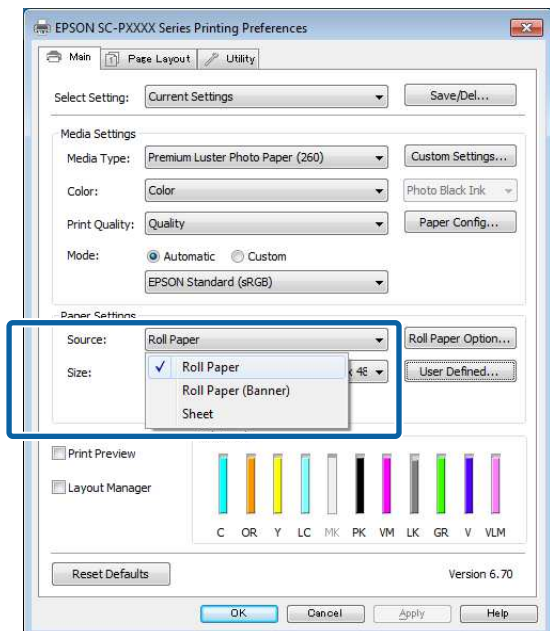 EPSON SC-PXXXX Series Printing Preferences
Main Page Layout Utility
Select Setting: Current Settings Save/Del...
Media Settings
Media Type: Premium Luster Photo Paper (260) Custom Settings...
Color: Color Photo Black Ink
Print Quality: Quality Paper Config...
Mode: Automatic Custom
EPSON Standard (sRGB)
Paper Settings
Source: Roll Paper Roll Paper Option...
Roll Paper
Size: x 48 User Defined...
Roll Paper (Banner)
Sheet
Print Preview
Layout Manager
C OR Y LC MK PK VM LK GR V VLM
Reset Defaults Version 6.70
OK Cancel Apply Help